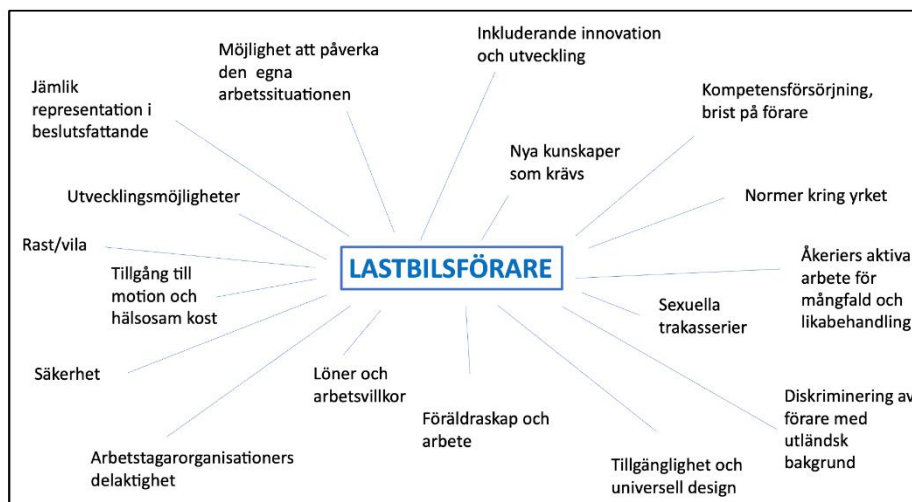 Inkluderande innovation
och utveckling
Möjlighet att påverka
den egna
arbetssituationen
Jämlik
representation i
beslutsfattande
Kompetensförsörjning,
brist på förare
Nya kunskaper
som krävs
Utvecklingsmöjligheter
Normer kring yrket
Rast/vila
LASTBILSFÖRARE
Åkeriers aktiva
arbete för
mångfald och
likabehandling
Tillgång till
motion och
hälsosam kost
Sexuella
trakasserier
Säkerhet
Löner och
arbetsvillkor
Föräldraskap och
arbete
Diskriminering av
förare med
utländsk
bakgrund
Arbetstagarorganisationers
delaktighet
Tillgänglighet och
universell design